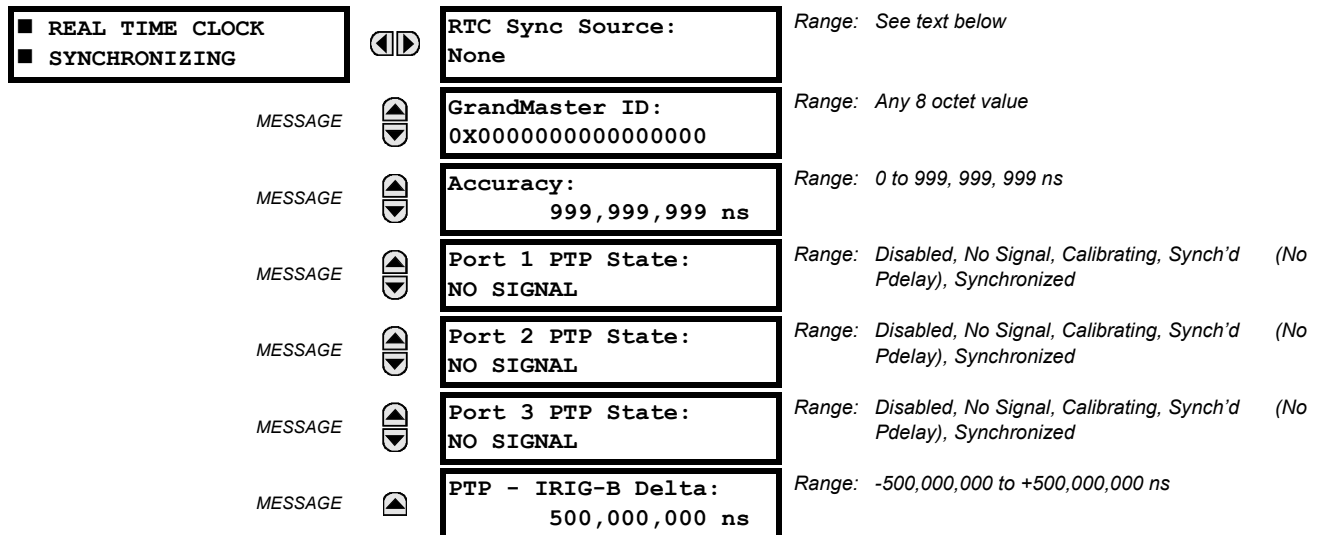 ■ REAL TIME CLOCK
■ SYNCHRONIZING
RTC Sync Source:
None
Range: See text below
MESSAGE
GrandMaster ID:
0X0000000000000000
Range: Any 8 octet value
MESSAGE
Accuracy:
999,999,999 ns
Range: 0 to 999, 999, 999 ns
MESSAGE
Port 1 PTP State:
NO SIGNAL
Range: Disabled, No Signal, Calibrating, Synch’d (No
Pdelay), Synchronized
MESSAGE
Port 2 PTP State:
NO SIGNAL
Range: Disabled, No Signal, Calibrating, Synch’d (No
Pdelay), Synchronized
MESSAGE
Port 3 PTP State:
NO SIGNAL
Range: Disabled, No Signal, Calibrating, Synch’d (No
Pdelay), Synchronized
MESSAGE
PTP - IRIG-B Delta:
500,000,000 ns
Range: -500,000,000 to +500,000,000 ns